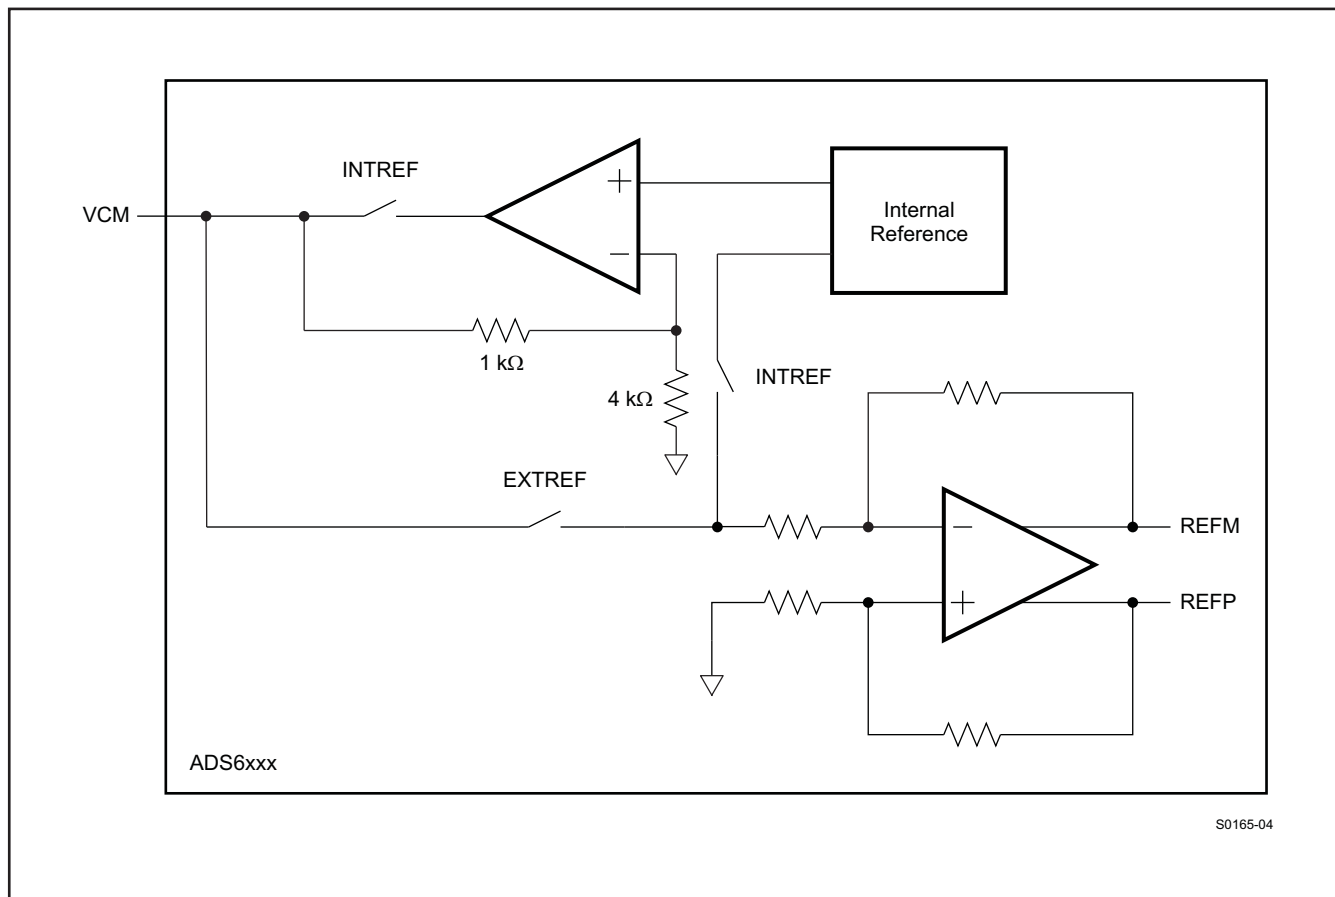 INTREF
VCM
+
−
Internal
Reference
1 kΩ
4 kΩ
INTREF
EXTREF
−
REFM
+
REFP
ADS6xxx
S0165-04